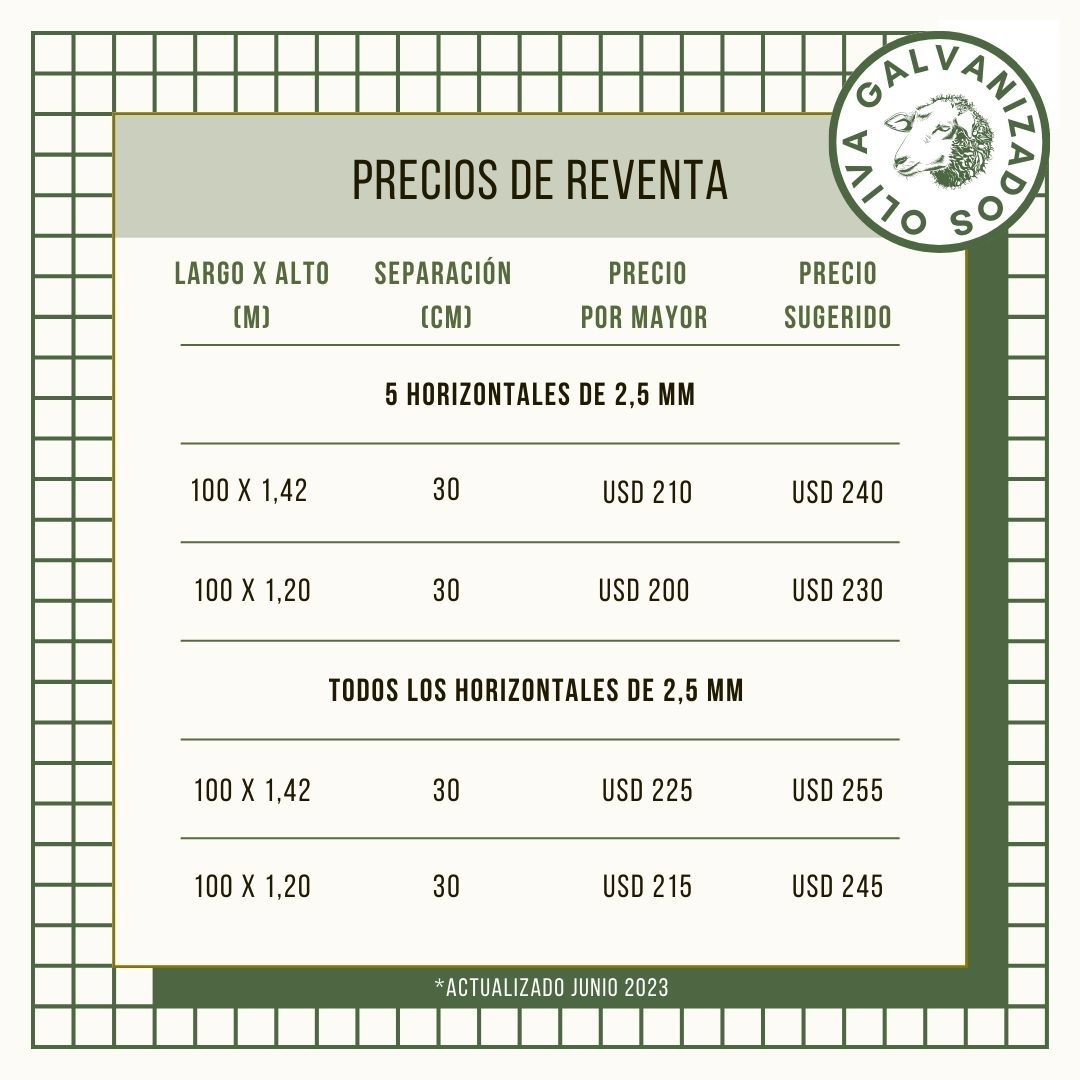 GALVANIZADOS OLIVA
PRECIOS DE REVENTA
LARGO X ALTO (M) SEPARACIÓN (CM) PRECIO POR MAYOR PRECIO SUGERIDO
5 HORIZONTALES DE 2,5 MM
100 X 1,42 30 USD 210 USD 240
100 X 1,20 30 USD 200 USD 230
TODOS LOS HORIZONTALES DE 2,5 MM
100 X 1,42 30 USD 225 USD 255
100 X 1,20 30 USD 215 USD 245
*ACTUALIZADO JUNIO 2023